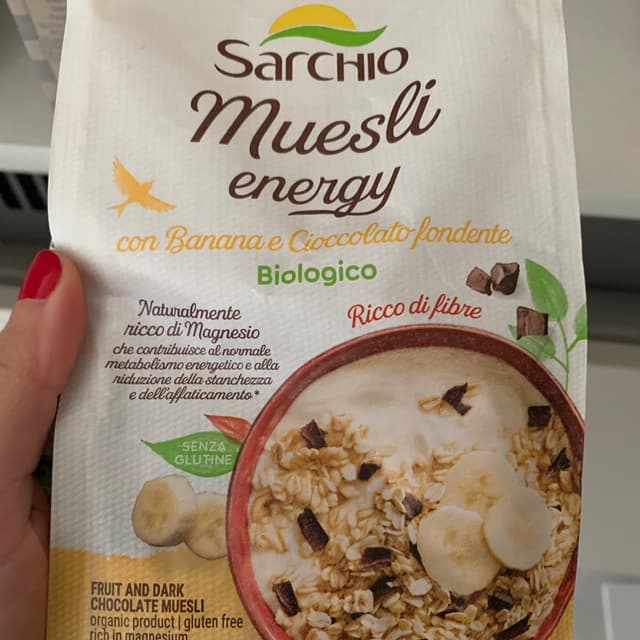 Sarchio
Muesli
energy
con Banana e Cioccolato fondente
Biologico
Naturalmente
ricco di Magnesio
che contribuisce al normale
metabolismo energetico e alla
riduzione della stanchezza
e dell'affaticamento*
Ricco di fibre
SENZA
GLUTINE
FRUIT AND DARK
CHOCOLATE MUESLI
organic product | gluten free
rich in magnesium